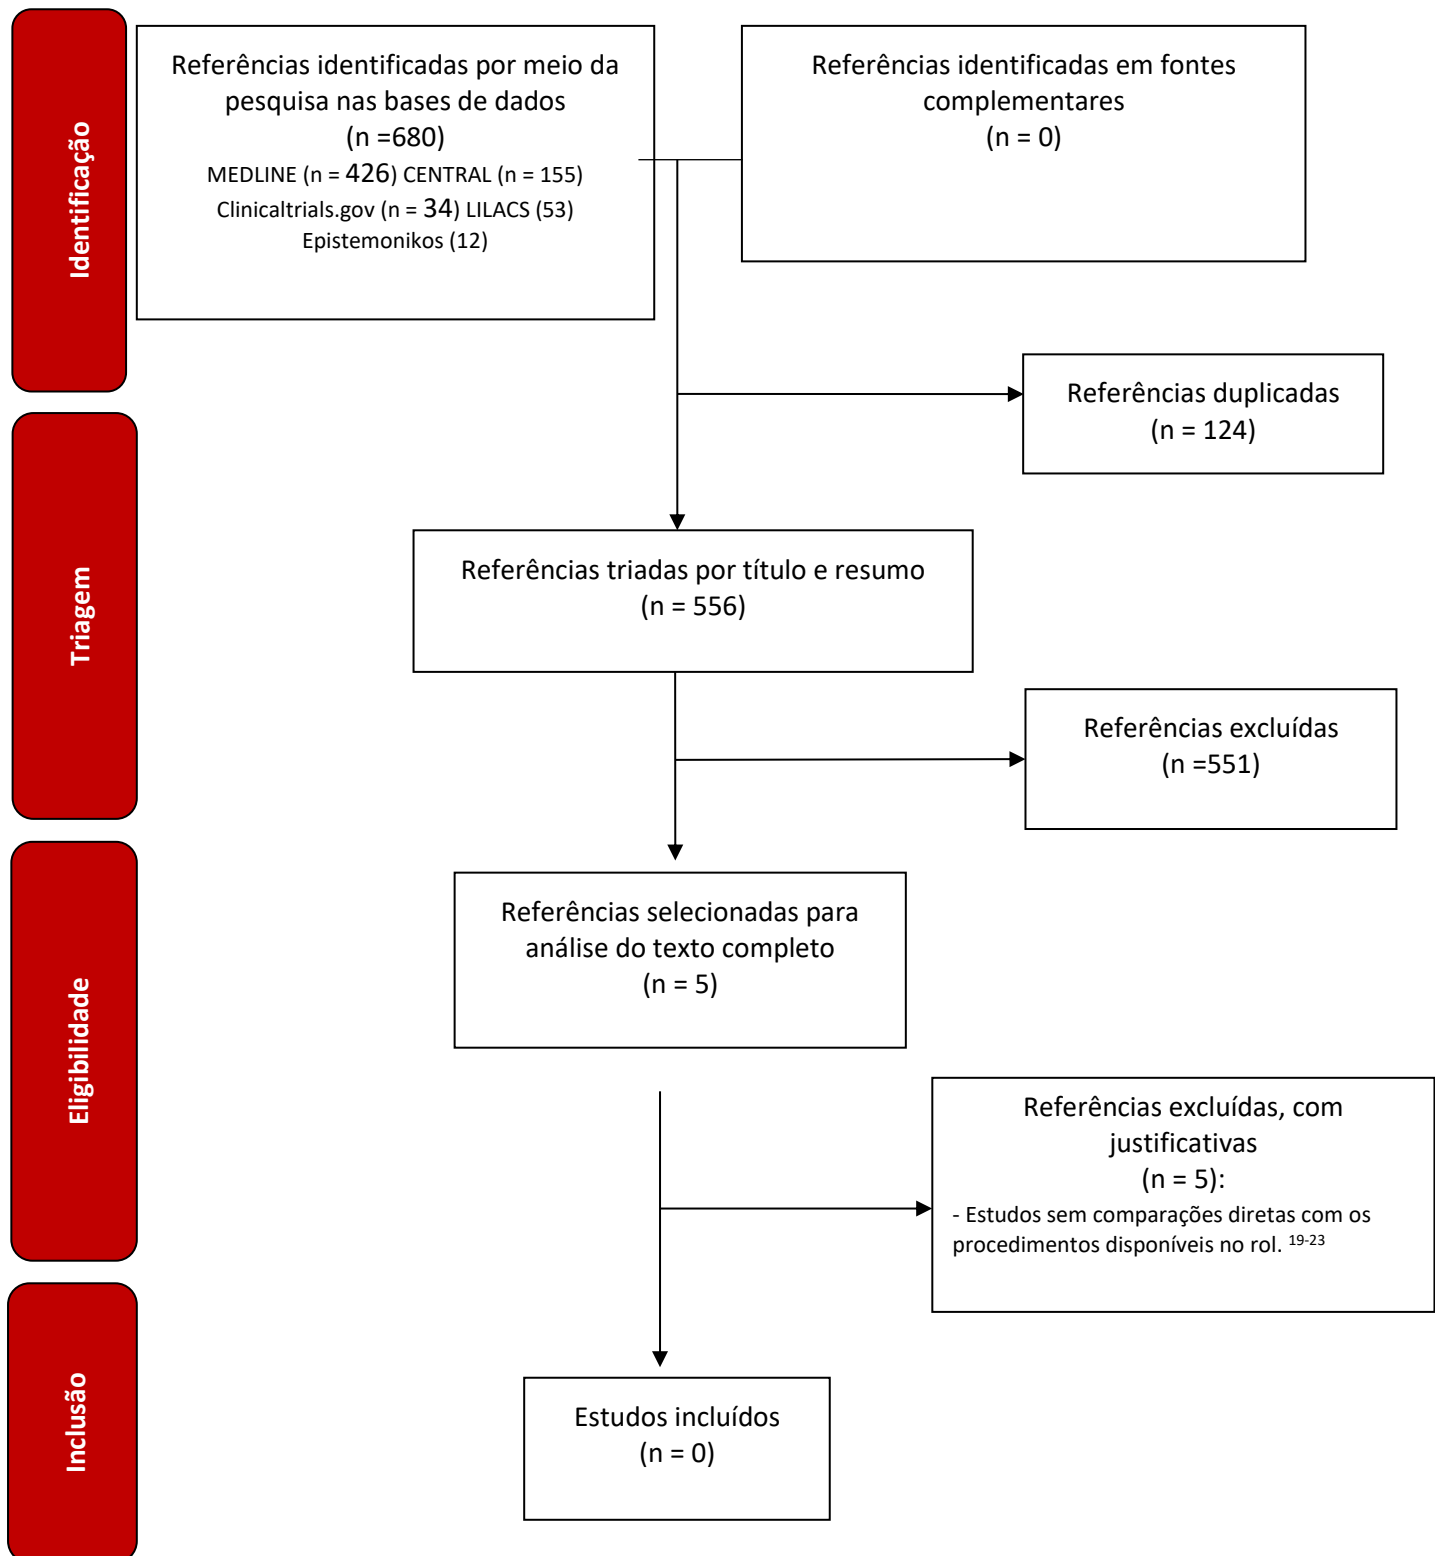 Identificação
Referências identificadas por meio da
pesquisa nas bases de dados
(n =680)
MEDLINE (n = 426) CENTRAL (n = 155)
Clinicaltrials.gov (n = 34) LILACS (53)
Epistemonikos (12)
Referências identificadas em fontes
complementares
(n = 0)
Referências duplicadas
(n = 124)
Triagem
Referências triadas por título e resumo
(n = 556)
Referências excluídas
(n =551)
Eligibilidade
Referências selecionadas para
análise do texto completo
(n = 5)
Referências excluídas, com
justificativas
(n = 5):
- Estudos sem comparações diretas com os
procedimentos disponíveis no rol. 19-23
Inclusão
Estudos incluídos
(n = 0)